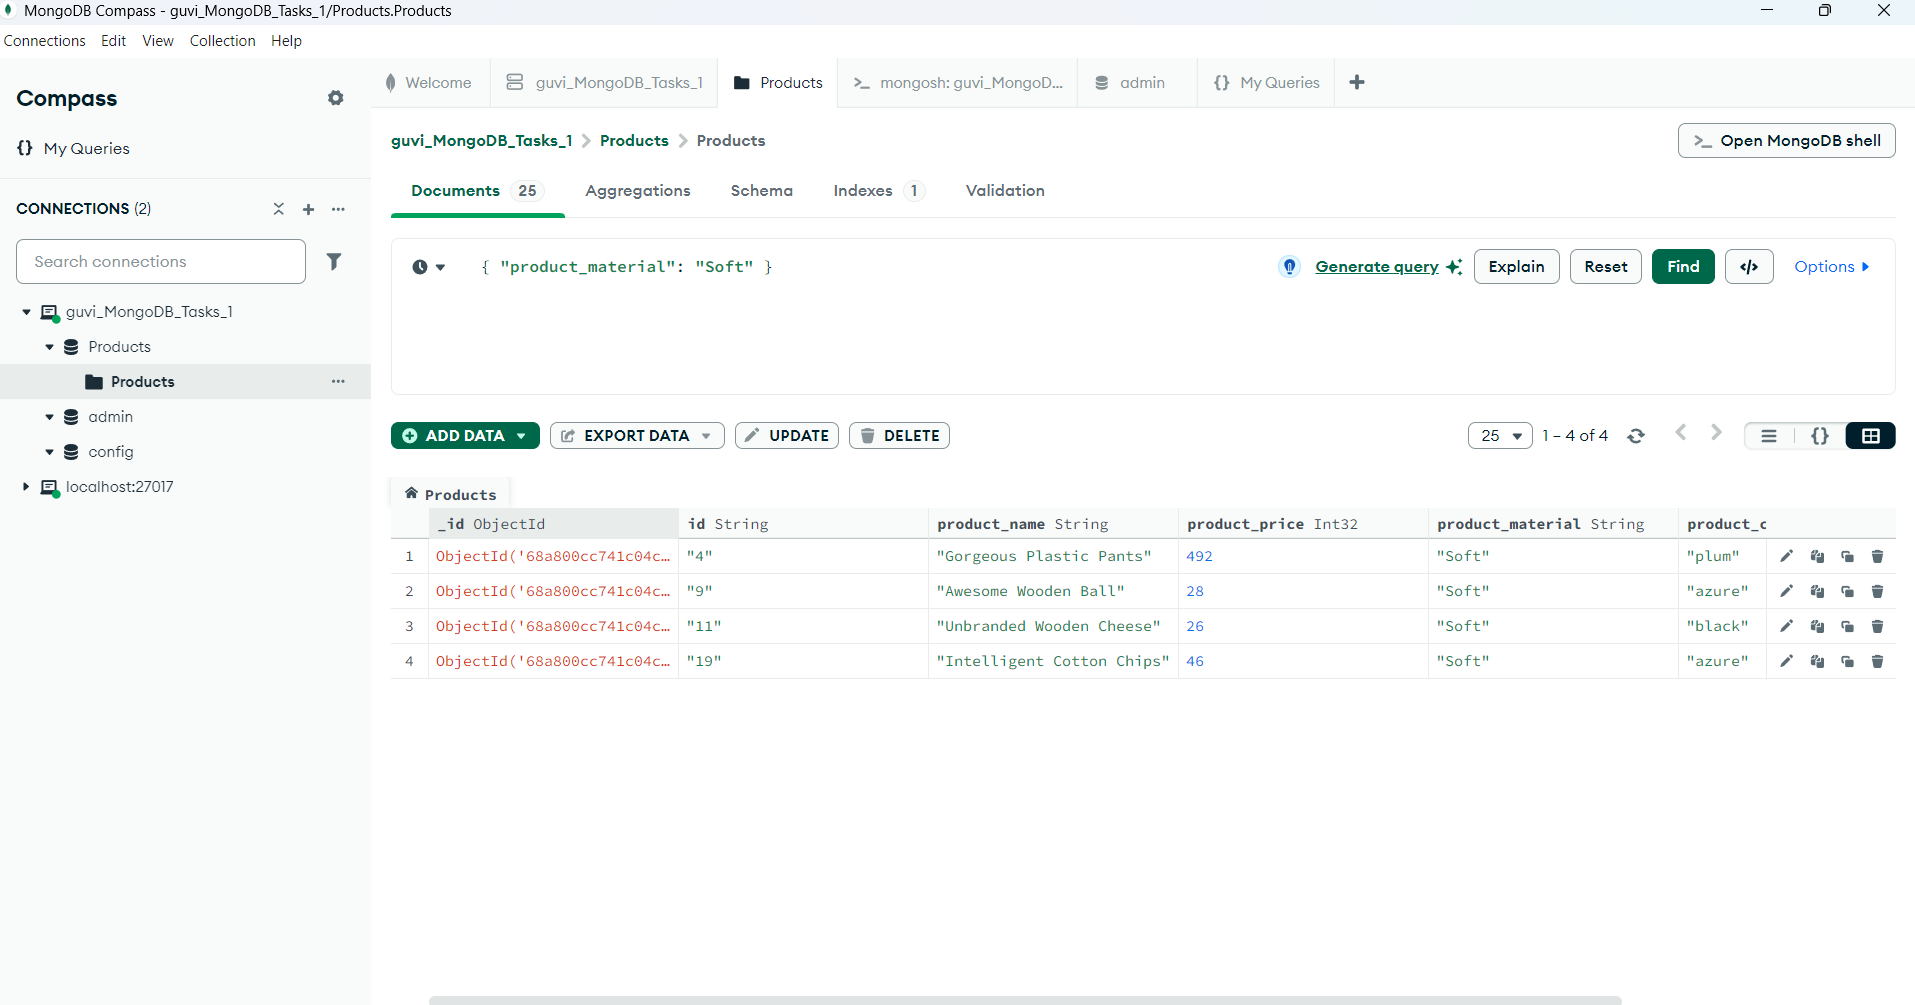 MongoDB Compass - guvi_MongoDB_Tasks_1/Products.Products
Connections Edit View Collection Help
Compass
{} My Queries
CONNECTIONS (2)
Search connections
guvi_MongoDB_Tasks_1
Products
Products
admin
config
localhost:27017
Welcome guvi_MongoDB_Tasks_1 Products >_ mongosh: guvi_MongoD... admin {} My Queries +
guvi_MongoDB_Tasks_1 > Products > Products
>_ Open MongoDB shell
Documents 25 Aggregations Schema Indexes 1 Validation
{ "product_material": "Soft" }
Generate query Explain Reset Find </> Options
ADD DATA EXPORT DATA UPDATE DELETE
25 1 – 4 of 4 {}
Products
_id ObjectId id String product_name String product_price Int32 product_material String product_c
1 ObjectId('68a800cc741c04c… "4" "Gorgeous Plastic Pants" 492 "Soft" "plum"
2 ObjectId('68a800cc741c04c… "9" "Awesome Wooden Ball" 28 "Soft" "azure"
3 ObjectId('68a800cc741c04c… "11" "Unbranded Wooden Cheese" 26 "Soft" "black"
4 ObjectId('68a800cc741c04c… "19" "Intelligent Cotton Chips" 46 "Soft" "azure"